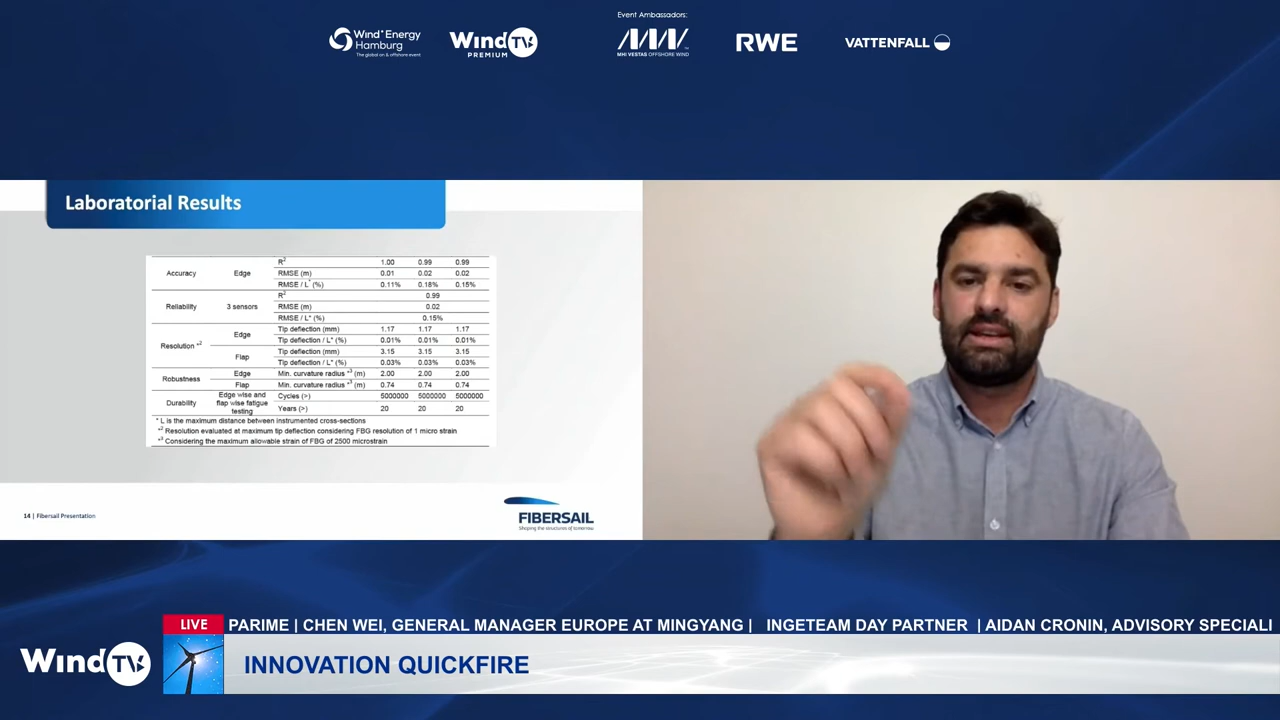 Event Ambassadors:
Wind Energy
Hamburg
The global on & offshore event
WindTV
PREMIUM
MHI VESTAS OFFSHORE WIND
RWE
VATTENFALL
Laboratorial Results
Accuracy Edge R² 1.00 0.99 0.99
RMSE (m) 0.01 0.02 0.02
RMSE / L* (%) 0.11% 0.18% 0.15%
Reliability 3 sensors R² 0.99
RMSE (m) 0.02
RMSE / L* (%) 0.15%
Resolution *2 Edge Tip deflection (mm) 1.17 1.17 1.17
Tip deflection / L* (%) 0.01% 0.01% 0.01%
Flap Tip deflection (mm) 3.15 3.15 3.15
Tip deflection / L* (%) 0.03% 0.03% 0.03%
Robustness Edge Min. curvature radius *3 (m) 2.00 2.00 2.00
Flap Min. curvature radius *3 (m) 0.74 0.74 0.74
Durability Edge wise and flap wise fatigue testing Cycles (>) 5000000 5000000 5000000
Years (>) 20 20 20
* L is the maximum distance between instrumented cross-sections
*2 Resolution evaluated at maximum tip deflection considering FBG resolution of 1 micro strain
*3 Considering the maximum allowable strain of FBG of 2500 microstrain
14 | Fibersail Presentation
FIBERSAIL
Shaping the structures of tomorrow
LIVE
PARIME | CHEN WEI, GENERAL MANAGER EUROPE AT MINGYANG | INGETEAM DAY PARTNER | AIDAN CRONIN, ADVISORY SPECIALI
WindTV
INNOVATION QUICKFIRE